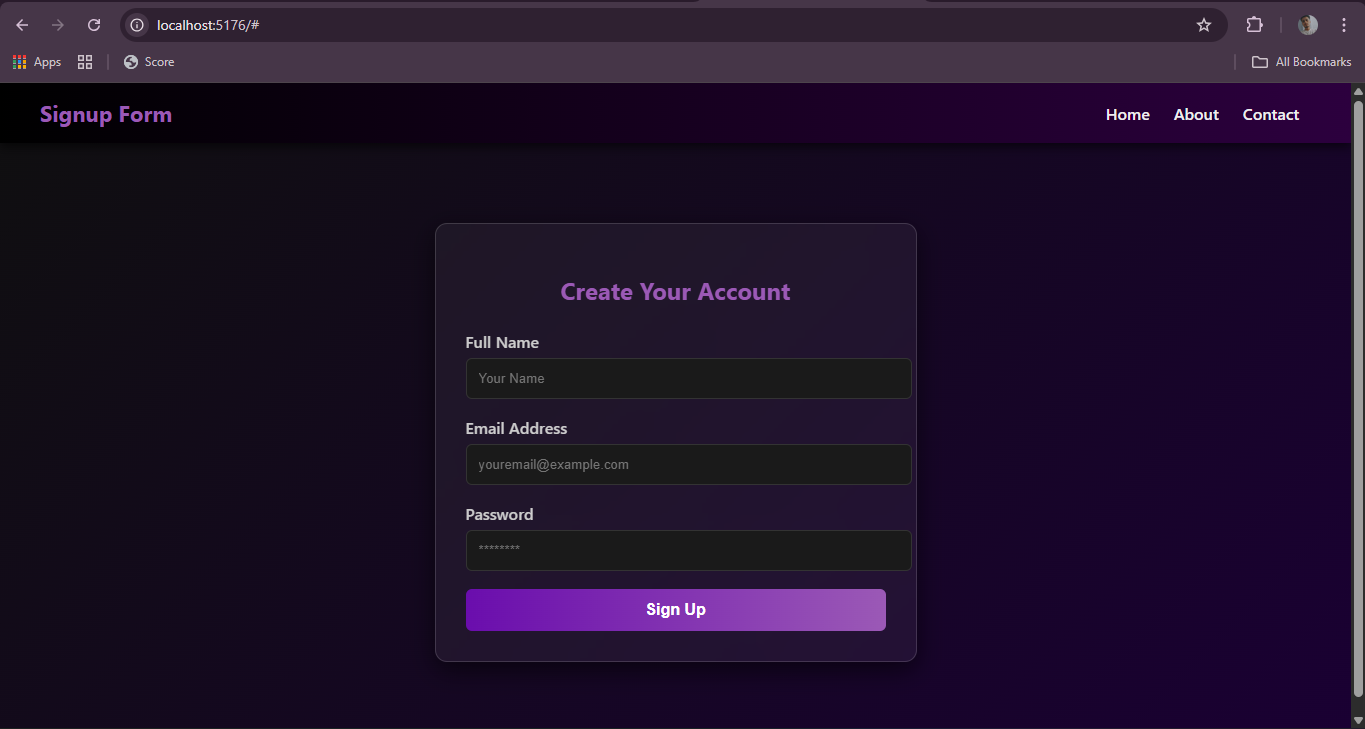 localhost:5176/#
Apps
Score
All Bookmarks
Signup Form
Home About Contact
Create Your Account
Full Name
Your Name
Email Address
youremail@example.com
Password
********
Sign Up